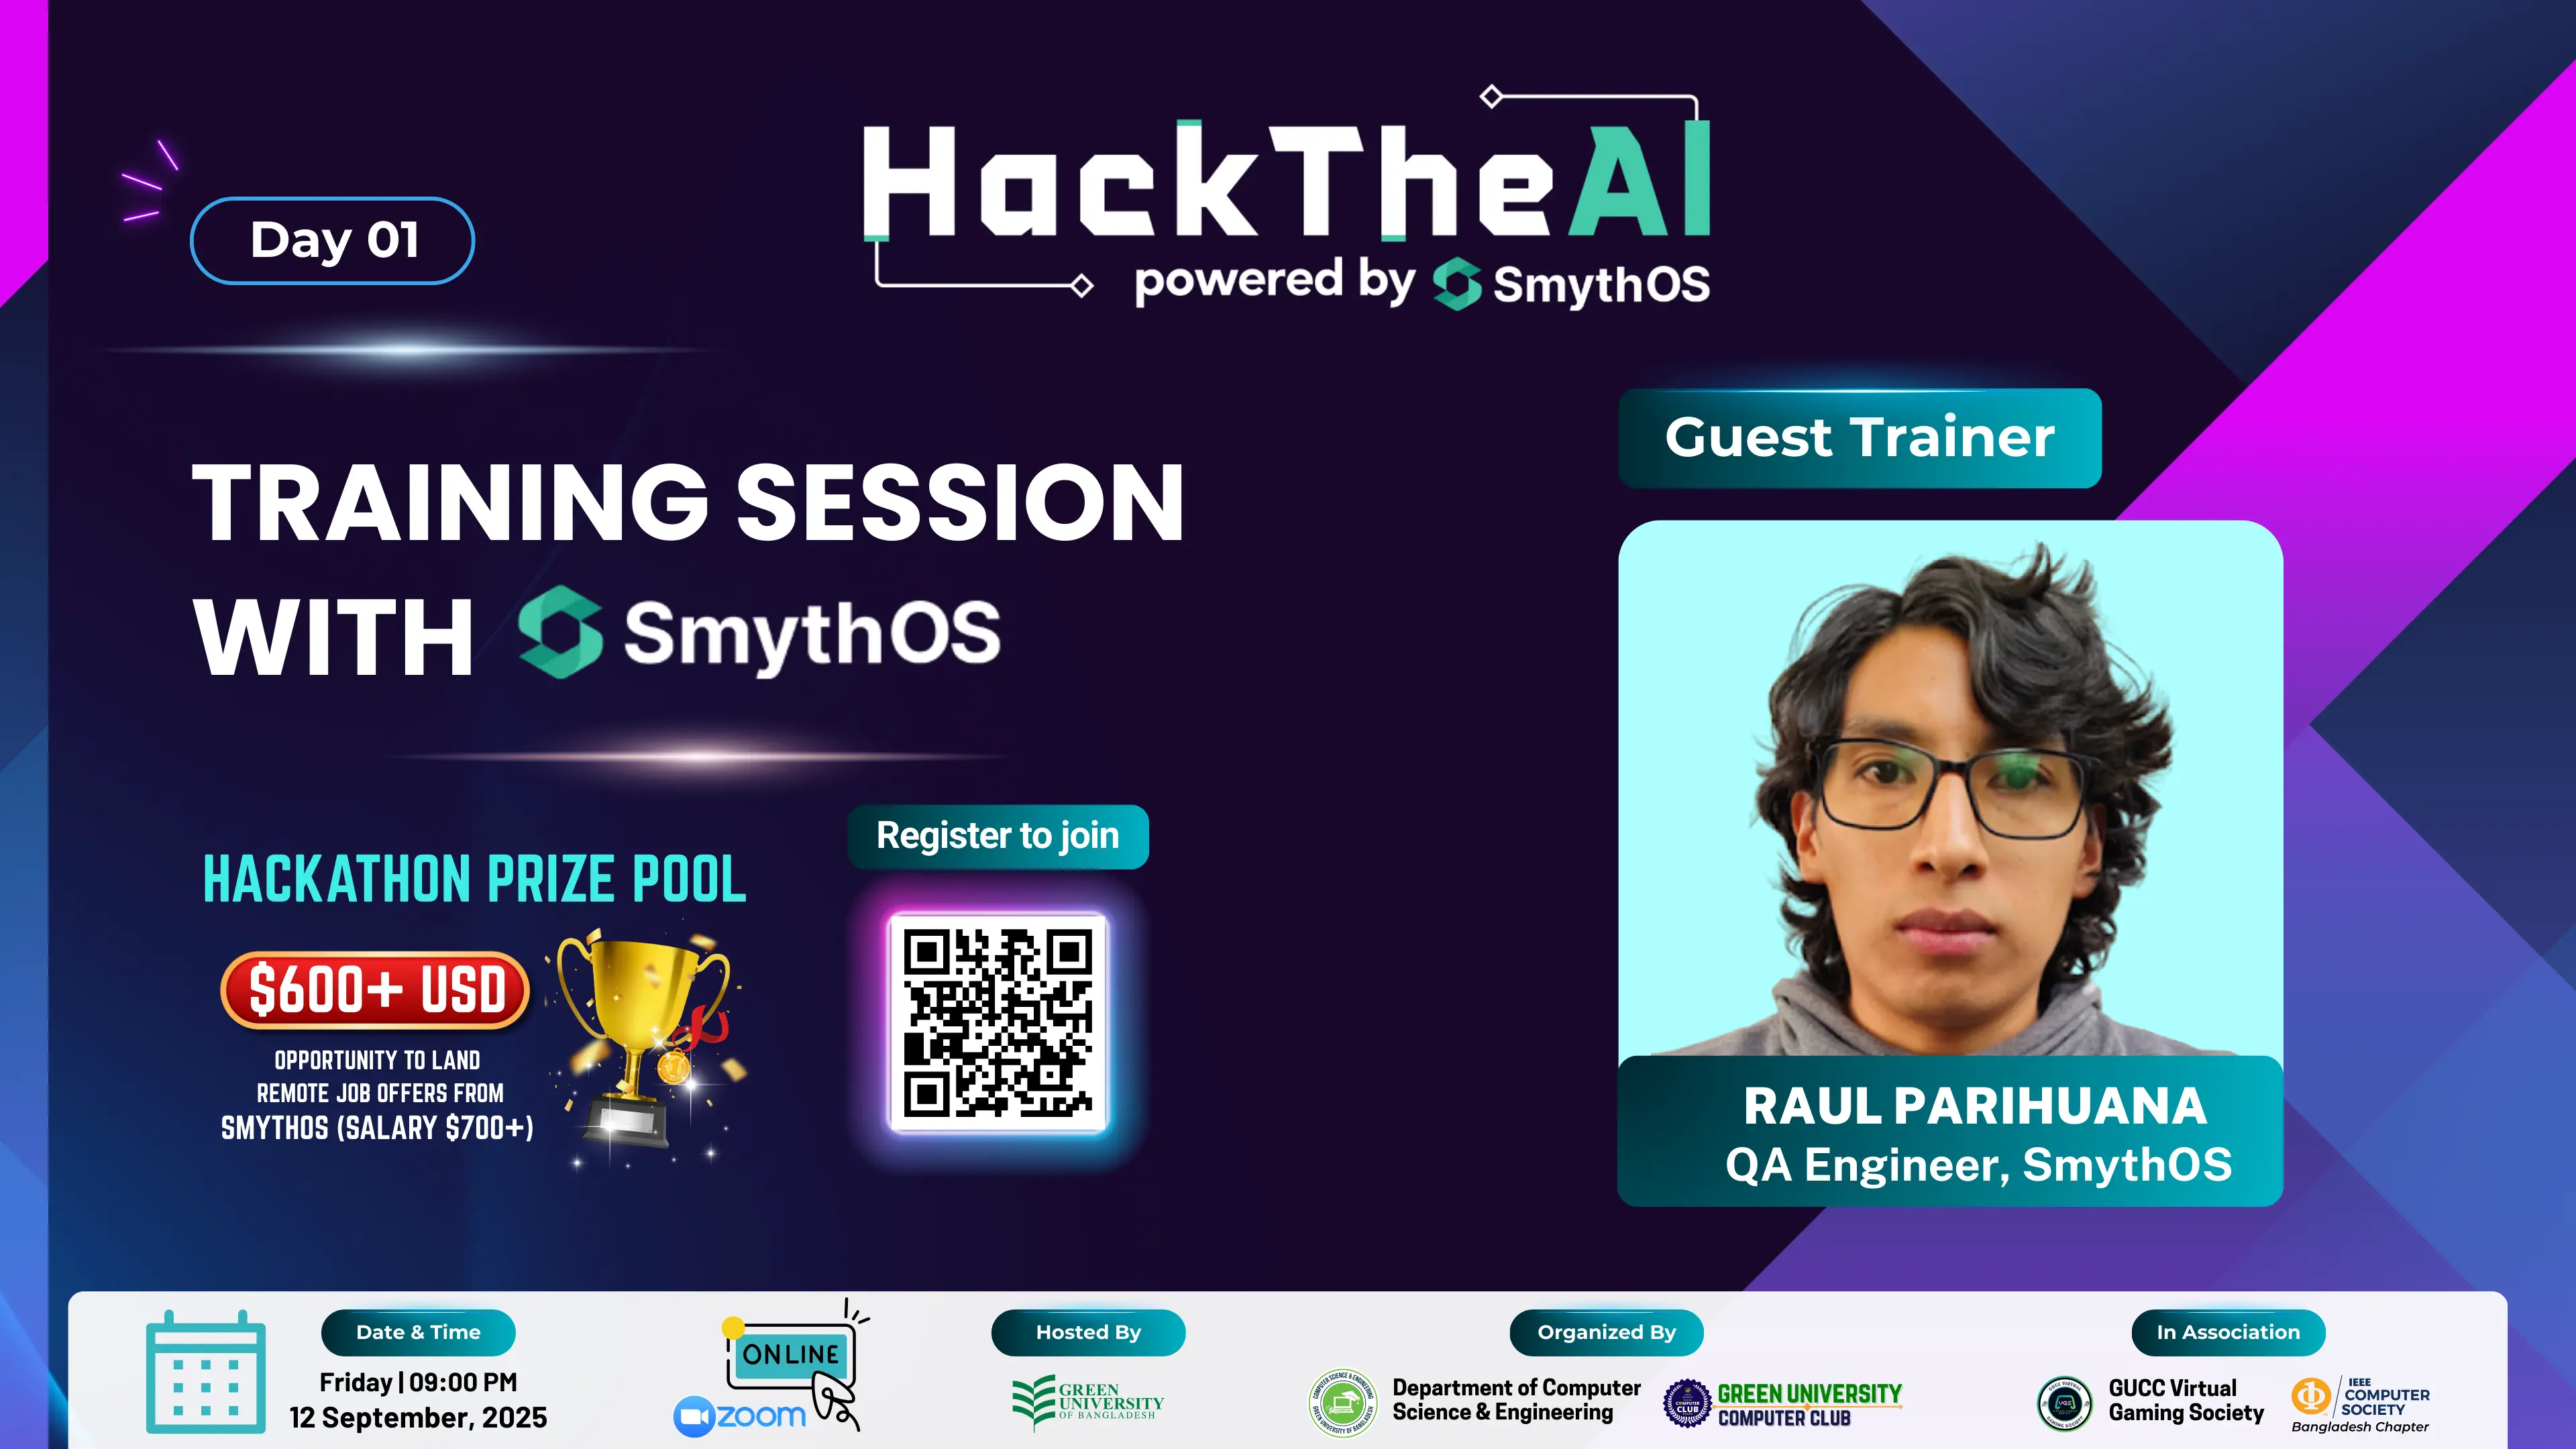 HackTheAI
powered by SmythOS
Day 01
TRAINING SESSION
WITH SmythOS
HACKATHON PRIZE POOL
$600+ USD
OPPORTUNITY TO LAND
REMOTE JOB OFFERS FROM
SMYTHOS (SALARY $700+)
Register to join
Guest Trainer
RAUL PARIHUANA
QA Engineer, SmythOS
Date & Time
Friday | 09:00 PM
12 September, 2025
ONLINE
zoom
Hosted By
GREEN
UNIVERSITY
OF BANGLADESH
Organized By
Department of Computer
Science & Engineering
GREEN UNIVERSITY
COMPUTER CLUB
In Association
GUCC Virtual
Gaming Society
IEEE
COMPUTER
SOCIETY
Bangladesh Chapter